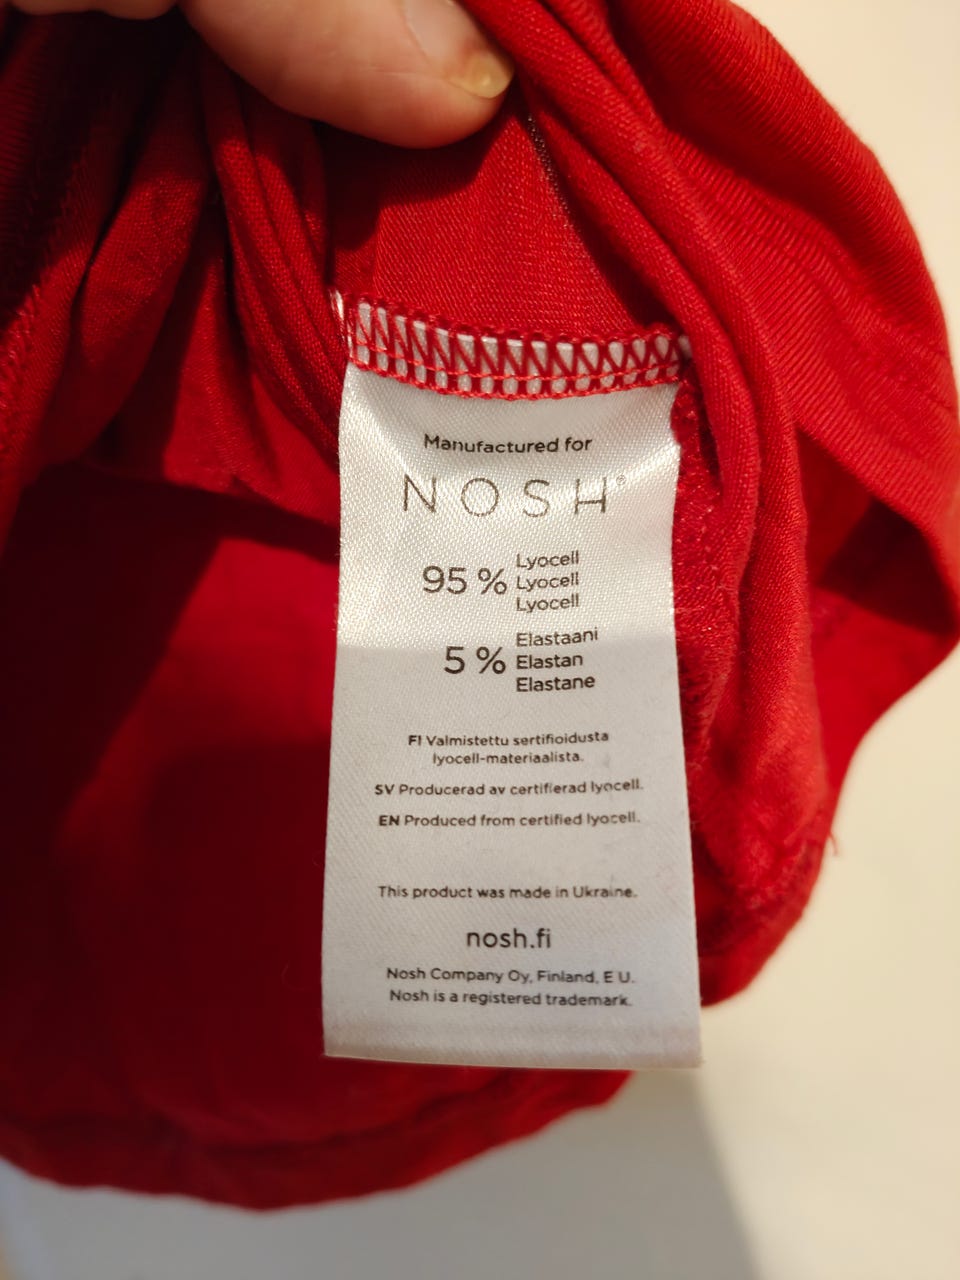 Manufactured for
NOSH®
95 % Lyocell
Lyocell
Lyocell
5 % Elastaani
Elastan
Elastane
FI Valmistettu sertifioidusta
lyocell-materiaalista.
SV Producerad av certifierad lyocell.
EN Produced from certified lyocell.
This product was made in Ukraine.
nosh.fi
Nosh Company Oy, Finland, E U.
Nosh is a registered trademark.